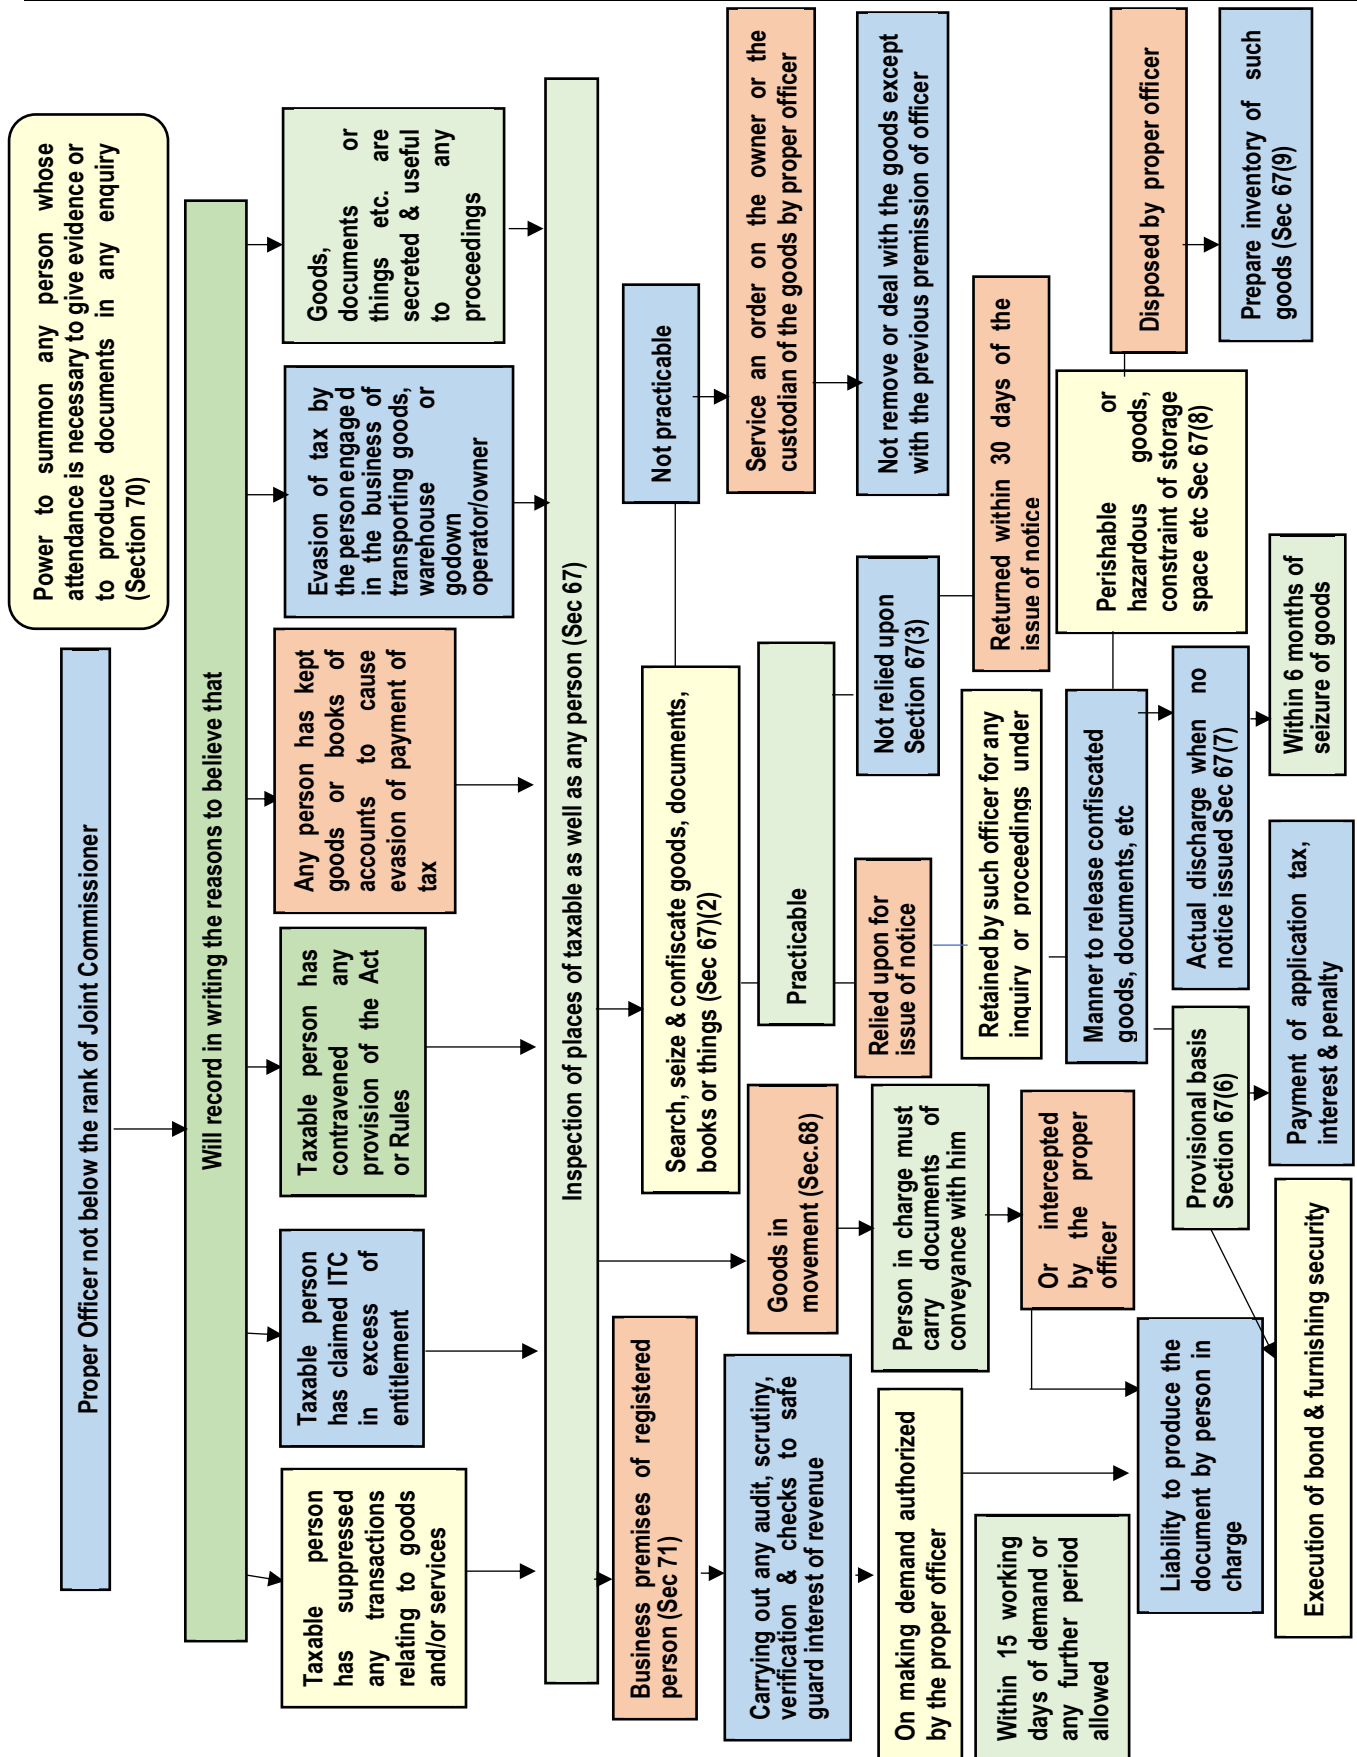 Power to summon any person whose
attendance is necessary to give evidence or
to produce documents in any enquiry
(Section 70)
Proper Officer not below the rank of Joint Commissioner
Will record in writing the reasons to believe that
Taxable person
has suppressed
any transactions
relating to goods
and/or services
Taxable person
has claimed ITC
in excess of
entitlement
Taxable person has
contravened any
provision of the Act
or Rules
Any person has kept
goods or books of
accounts to cause
evasion of payment of
tax
Evasion of tax by
the person engaged
in the business of
transporting goods,
warehouse or
godown
operator/owner
Goods,
documents or
things etc. are
secreted & useful
to any
proceedings
Inspection of places of taxable as well as any person (Sec 67)
Business premises of registered
person (Sec 71)
Carrying out any audit, scrutiny,
verification & checks to safe
guard interest of revenue
On making demand authorized
by the proper officer
Within 15 working
days of demand or
any further period
allowed
Goods in
movement (Sec.68)
Person in charge must
carry documents of
conveyance with him
Or intercepted
by the proper
officer
Liability to produce the
document by person in
charge
Search, seize & confiscate goods, documents,
books or things (Sec 67)(2)
Practicable
Relied upon for
issue of notice
Retained by such officer for any
inquiry or proceedings under
Manner to release confiscated
goods, documents, etc
Provisional basis
Section 67(6)
Execution of bond & furnishing security
Payment of application tax,
interest & penalty
Actual discharge when no
notice issued Sec 67(7)
Within 6 months of
seizure of goods
Not relied upon
Section 67(3)
Returned within 30 days of the
issue of notice
Perishable or
hazardous goods,
constraint of storage
space etc Sec 67(8)
Disposed by proper officer
Prepare inventory of such
goods (Sec 67(9)
Not practicable
Service an order on the owner or the
custodian of the goods by proper officer
Not remove or deal with the goods except
with the previous premission of officer